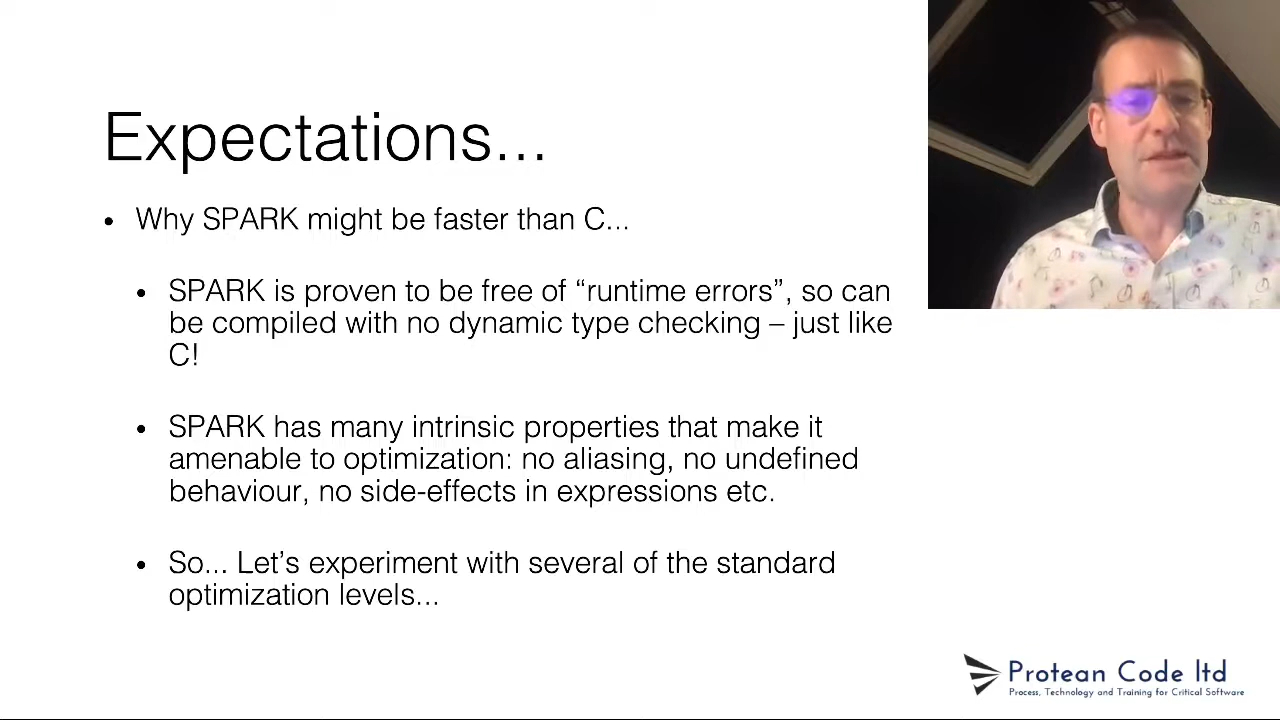 Expectations...
• Why SPARK might be faster than C...
• SPARK is proven to be free of “runtime errors”, so can
be compiled with no dynamic type checking – just like
C!
• SPARK has many intrinsic properties that make it
amenable to optimization: no aliasing, no undefined
behaviour, no side-effects in expressions etc.
• So... Let’s experiment with several of the standard
optimization levels...
Protean Code ltd
Process, Technology and Training for Critical Software